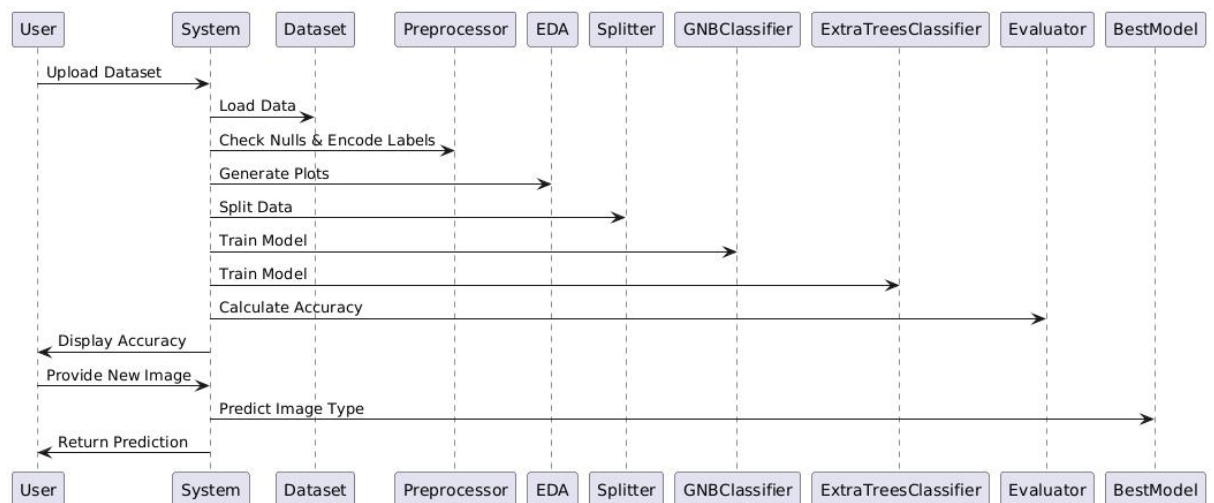 User System Dataset Preprocessor EDA Splitter GNBClassifier ExtraTreesClassifier Evaluator BestModel
Upload Dataset
Load Data
Check Nulls & Encode Labels
Generate Plots
Split Data
Train Model
Train Model
Calculate Accuracy
Display Accuracy
Provide New Image
Predict Image Type
Return Prediction
User System Dataset Preprocessor EDA Splitter GNBClassifier ExtraTreesClassifier Evaluator BestModel